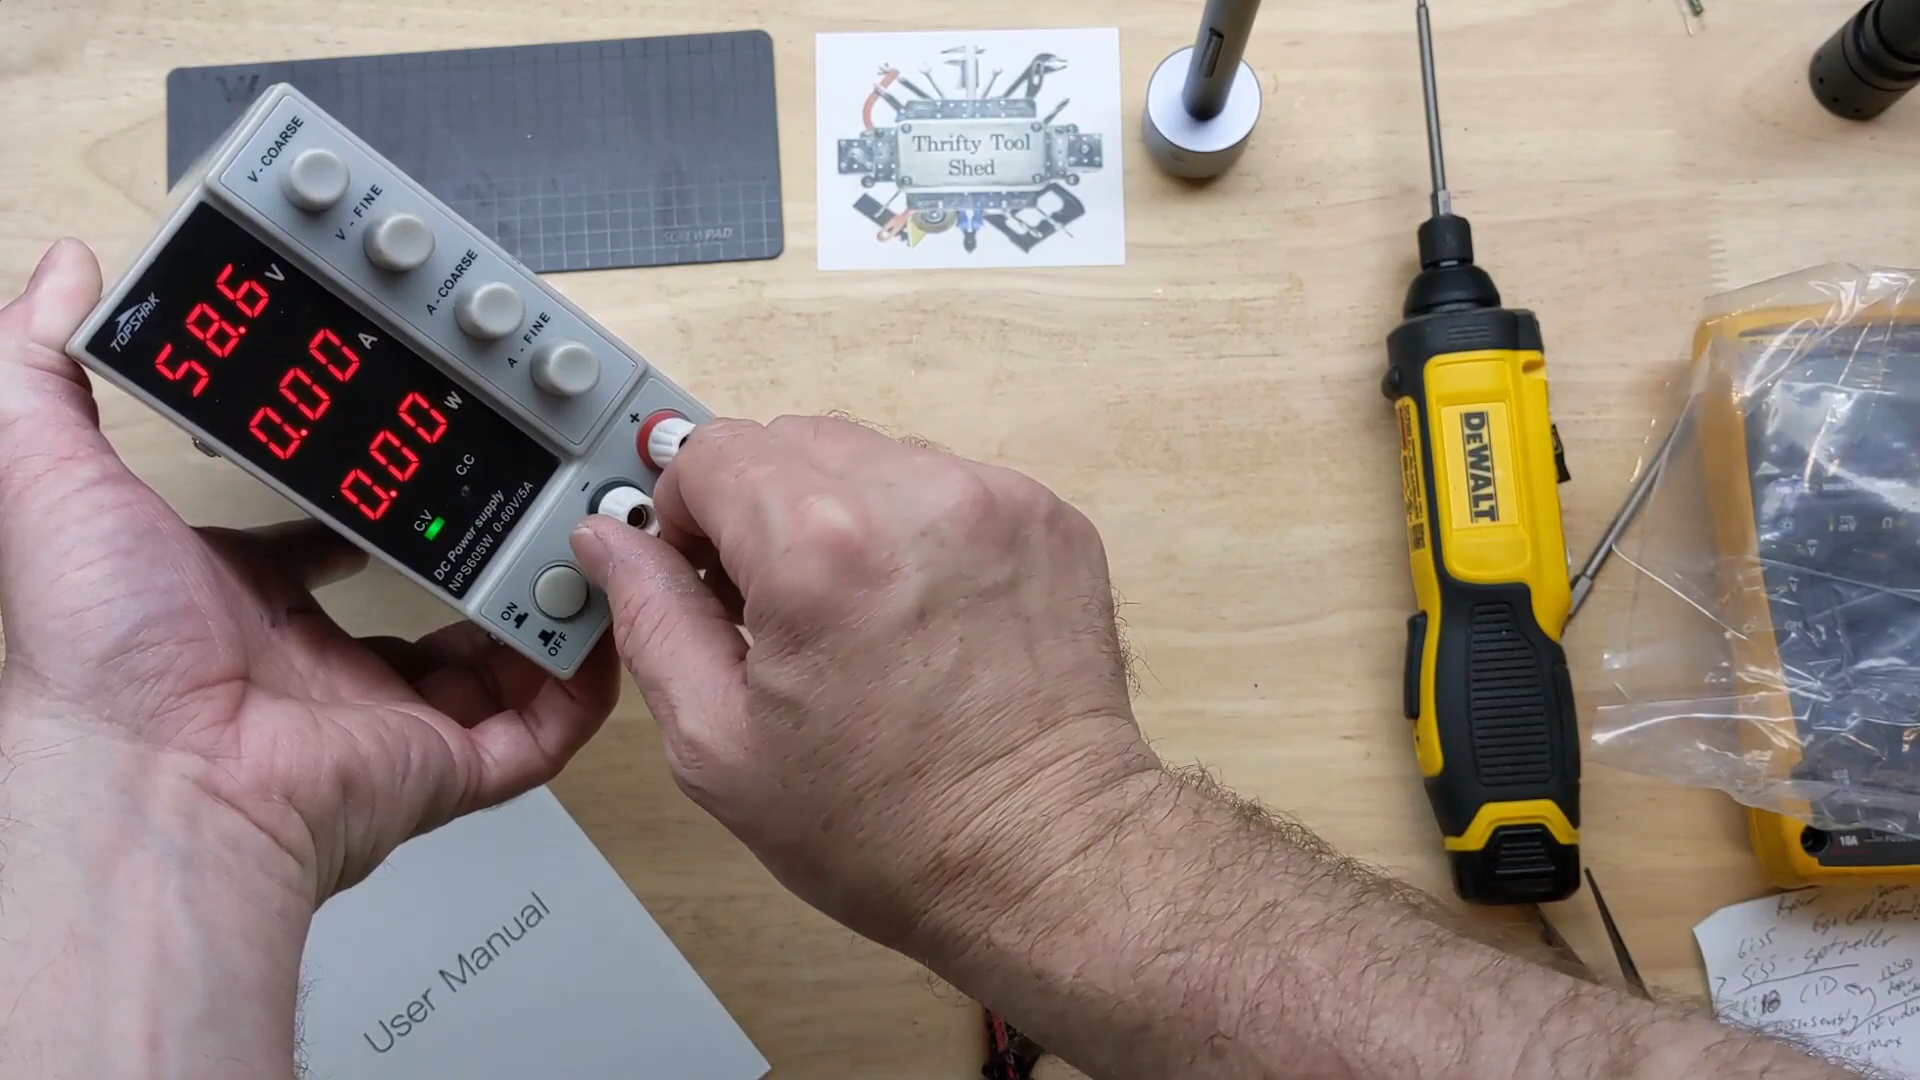 V - COARSE
V - FINE
A - COARSE
A - FINE
TOPSHAK
58.6 V
0.00 A
0.00 W
C.V
C.C
DC Power supply
NPS605W 0-60V/5A
+
-
ON
OFF
SCREWPAD
Thrifty Tool
Shed
DEWALT
10A
User Manual